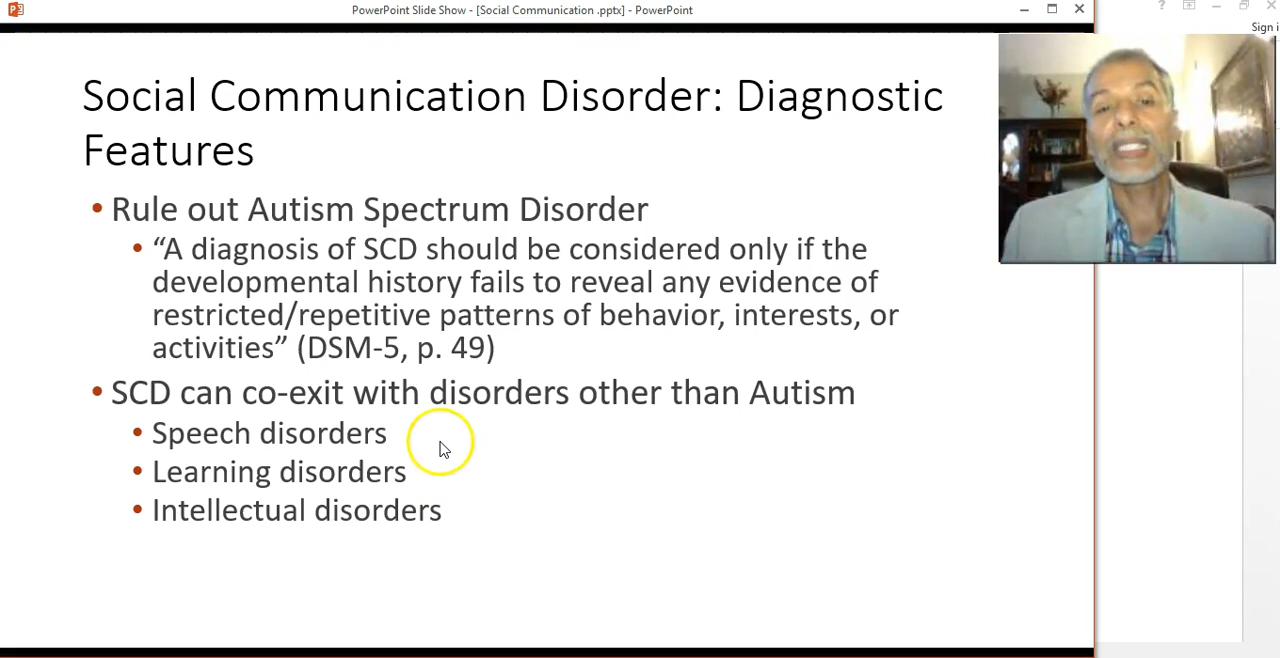 PowerPoint Slide Show - [Social Communication .pptx] - PowerPoint
?
Sign i
Social Communication Disorder: Diagnostic
Features
• Rule out Autism Spectrum Disorder
• “A diagnosis of SCD should be considered only if the
developmental history fails to reveal any evidence of
restricted/repetitive patterns of behavior, interests, or
activities” (DSM-5, p. 49)
• SCD can co-exit with disorders other than Autism
• Speech disorders
• Learning disorders
• Intellectual disorders